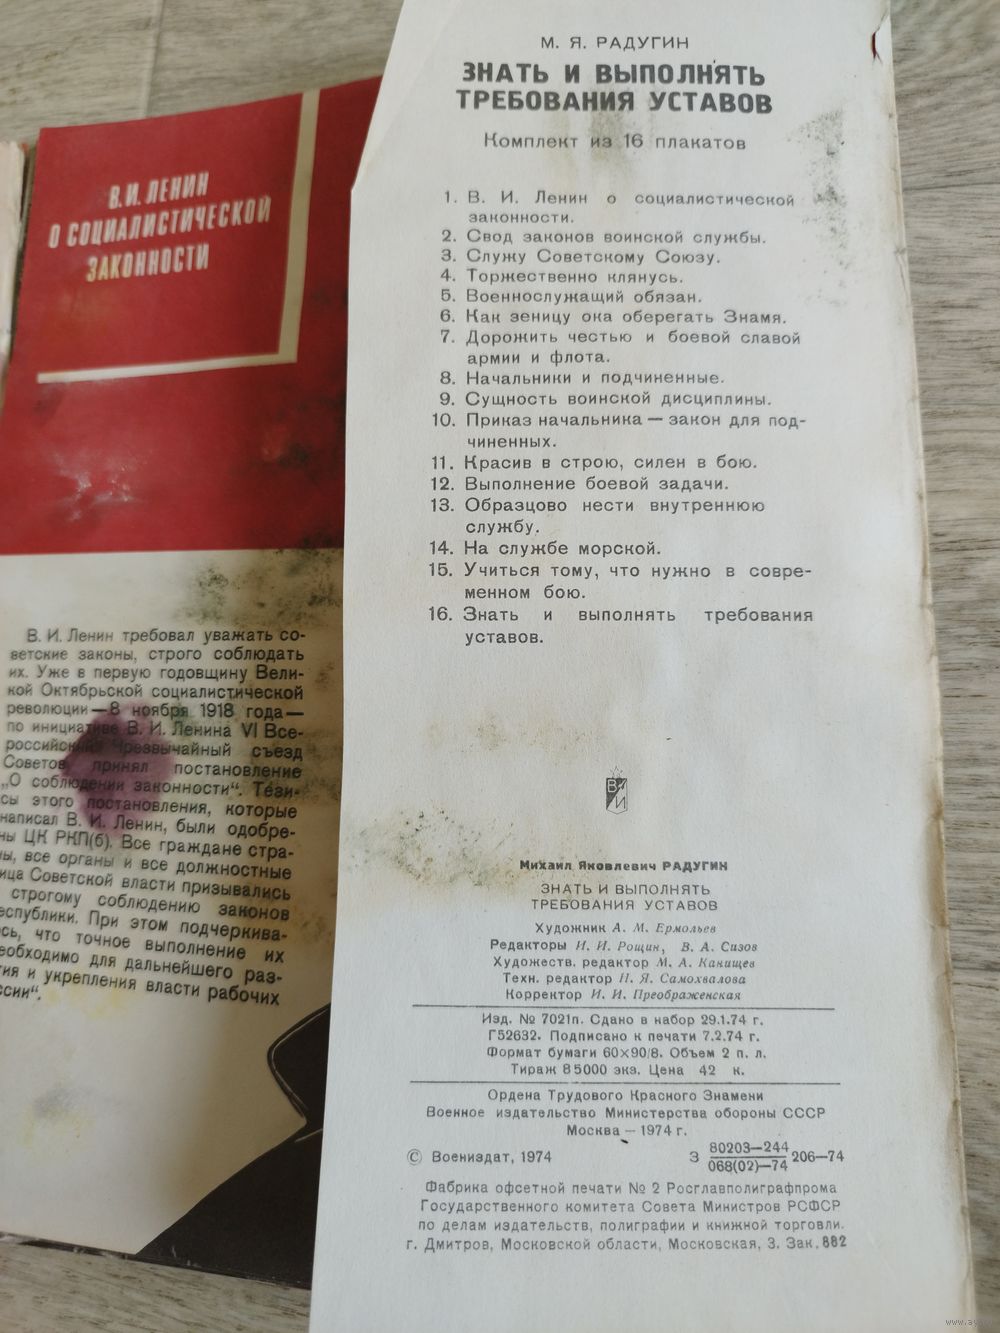 В. И. ЛЕНИН
О СОЦИАЛИСТИЧЕСКОЙ
ЗАКОННОСТИ
В. И. Ленин требовал уважать со-
ветские законы, строго соблюдать
их. Уже в первую годовщину Вели-
кой Октябрьской социалистической
революции—8 ноября 1918 года—
по инициативе В. И. Ленина VI Все-
российский Чрезвычайный съезд
Советов принял постановление
„О соблюдении законности“. Тези-
сы этого постановления, которые
написал В. И. Ленин, были одобре-
ны ЦК РКП(б). Все граждане стра-
ны, все органы и все должностные
лица Советской власти призывались
строгому соблюдению законов
еспублики. При этом подчеркива-
сь, что точное выполнение их
еобходимо для дальнейшего раз-
тия и укрепления власти рабочих
ссии“.
М. Я. РАДУГИН
ЗНАТЬ И ВЫПОЛНЯТЬ
ТРЕБОВАНИЯ УСТАВОВ
Комплект из 16 плакатов
1. В. И. Ленин о социалистической
законности.
2. Свод законов воинской службы.
3. Служу Советскому Союзу.
4. Торжественно клянусь.
5. Военнослужащий обязан.
6. Как зеницу ока оберегать Знамя.
7. Дорожить честью и боевой славой
армии и флота.
8. Начальники и подчиненные.
9. Сущность воинской дисциплины.
10. Приказ начальника — закон для под-
чиненных.
11. Красив в строю, силен в бою.
12. Выполнение боевой задачи.
13. Образцово нести внутреннюю
службу.
14. На службе морской.
15. Учиться тому, что нужно в совре-
менном бою.
16. Знать и выполнять требования
уставов.
В И
Михаил Яковлевич РАДУГИН
ЗНАТЬ И ВЫПОЛНЯТЬ
ТРЕБОВАНИЯ УСТАВОВ
Художник А. М. Ермольев
Редакторы И. И. Рощин, В. А. Сизов
Художеств. редактор М. А. Канищев
Техн. редактор Н. Я. Самохвалова
Корректор И. И. Преображенская
Изд. № 7021п. Сдано в набор 29.1.74 г.
Г52632. Подписано к печати 7.2.74 г.
Формат бумаги 60×90/8. Объем 2 п. л.
Тираж 85000 экз. Цена 42 к.
Ордена Трудового Красного Знамени
Военное издательство Министерства обороны СССР
Москва — 1974 г.
© Воениздат, 1974
З 80203—244
068(02)—74 206—74
Фабрика офсетной печати № 2 Росглавполиграфпрома
Государственного комитета Совета Министров РСФСР
по делам издательств, полиграфии и книжной торговли.
г. Дмитров, Московской области, Московская, 3. Зак. 882